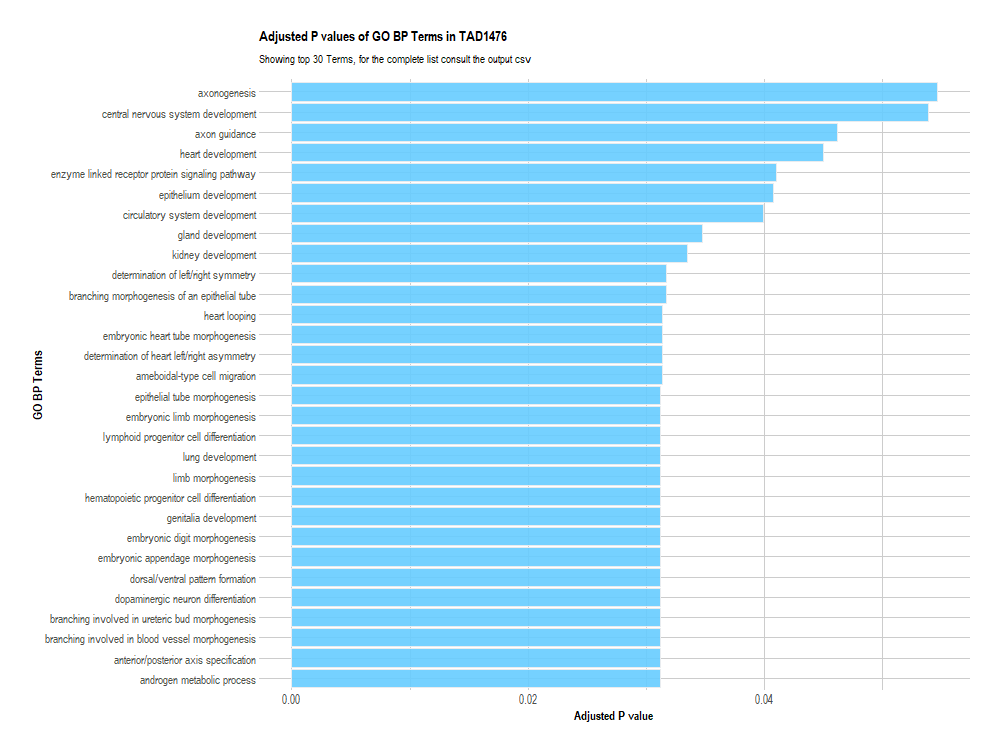 Adjusted P values of GO BP Terms in TAD1476
Showing top 30 Terms, for the complete list consult the output csv
axonogenesis
central nervous system development
axon guidance
heart development
enzyme linked receptor protein signaling pathway
epithelium development
circulatory system development
gland development
kidney development
determination of left/right symmetry
branching morphogenesis of an epithelial tube
heart looping
embryonic heart tube morphogenesis
determination of heart left/right asymmetry
ameboidal-type cell migration
epithelial tube morphogenesis
embryonic limb morphogenesis
lymphoid progenitor cell differentiation
lung development
limb morphogenesis
hematopoietic progenitor cell differentiation
genitalia development
embryonic digit morphogenesis
embryonic appendage morphogenesis
dorsal/ventral pattern formation
dopaminergic neuron differentiation
branching involved in ureteric bud morphogenesis
branching involved in blood vessel morphogenesis
anterior/posterior axis specification
androgen metabolic process
GO BP Terms
0.00 0.02 0.04
Adjusted P value